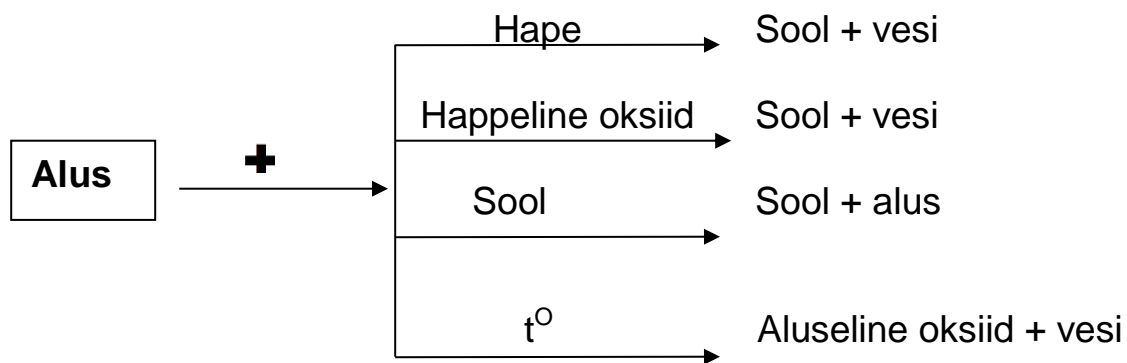 Hape Sool + vesi
Happeline oksiid Sool + vesi
Alus +
Sool Sool + alus
t^O Aluseline oksiid + vesi